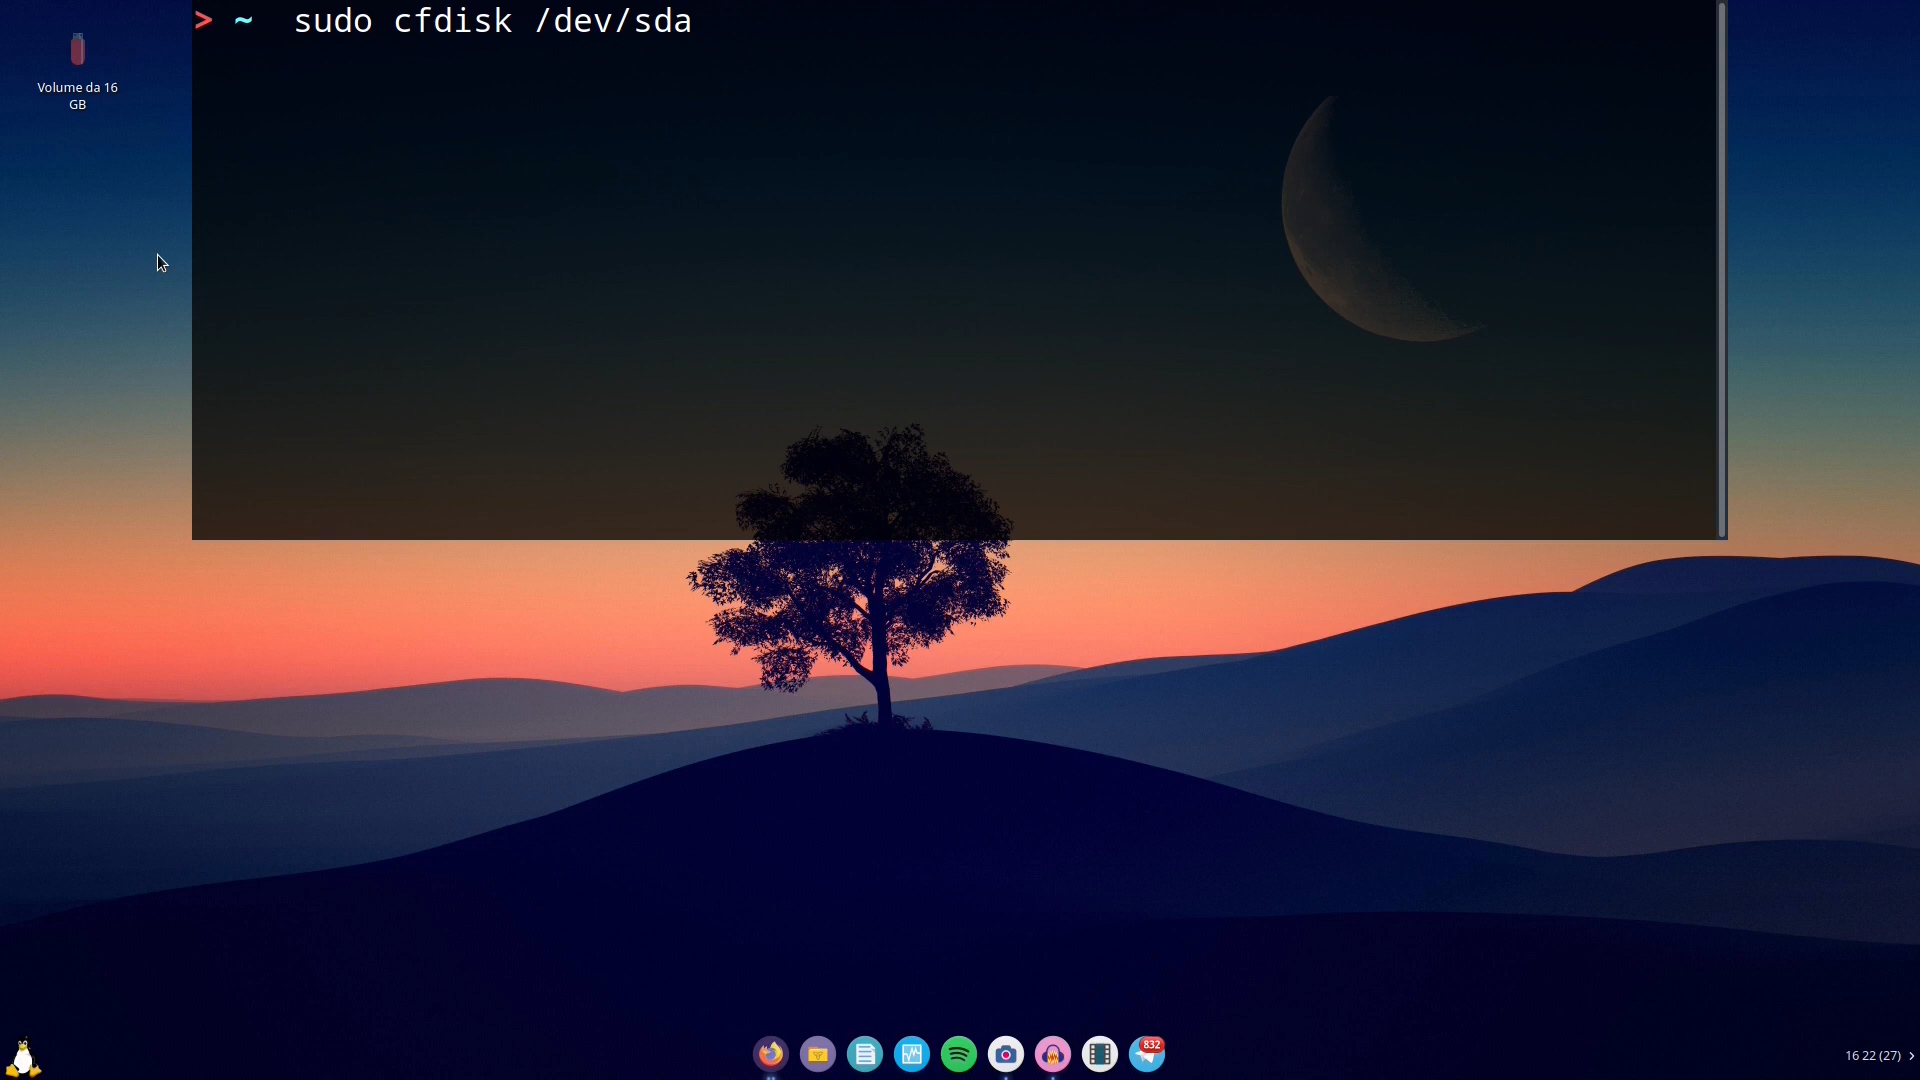 > ~ sudo cfdisk /dev/sda
Volume da 16
GB
832
16 22 (27)